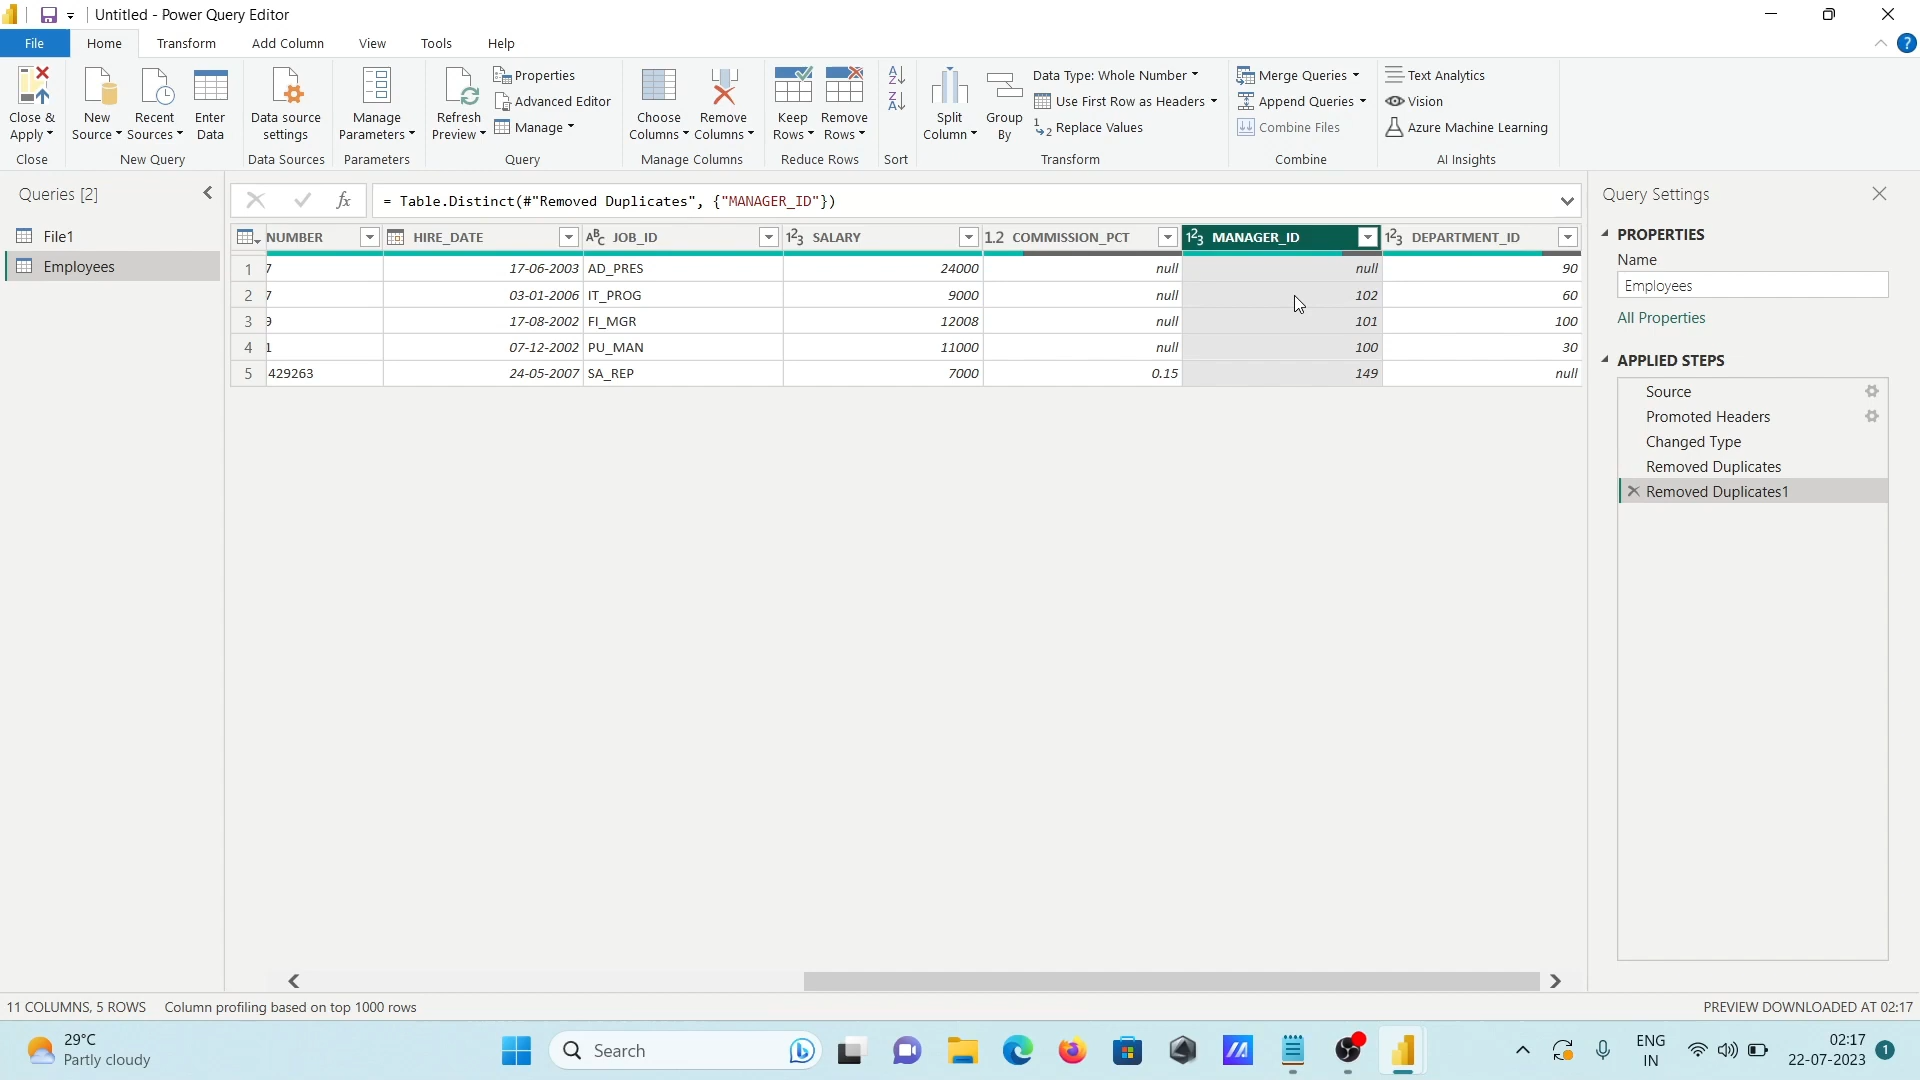 Untitled - Power Query Editor
File Home Transform Add Column View Tools Help
Close & Apply
Close
New Source
Recent Sources
Enter Data
New Query
Data source settings
Data Sources
Manage Parameters
Parameters
Refresh Preview
Properties
Advanced Editor
Manage
Query
Choose Columns
Remove Columns
Manage Columns
Keep Rows
Remove Rows
Reduce Rows
Sort
Split Column
Group By
Data Type: Whole Number
Use First Row as Headers
Replace Values
Transform
Merge Queries
Append Queries
Combine Files
Combine
Text Analytics
Vision
Azure Machine Learning
AI Insights
Queries [2]
File1
Employees
fx = Table.Distinct(#"Removed Duplicates", {"MANAGER_ID"})
NUMBER HIRE_DATE ABC JOB_ID 123 SALARY 1.2 COMMISSION_PCT 123 MANAGER_ID 123 DEPARTMENT_ID
1 7 17-06-2003 AD_PRES 24000 null null 90
2 7 03-01-2006 IT_PROG 9000 null 102 60
3 9 17-08-2002 FI_MGR 12008 null 101 100
4 1 07-12-2002 PU_MAN 11000 null 100 30
5 429263 24-05-2007 SA_REP 7000 0.15 149 null
Query Settings
PROPERTIES
Name
Employees
All Properties
APPLIED STEPS
Source
Promoted Headers
Changed Type
Removed Duplicates
Removed Duplicates1
11 COLUMNS, 5 ROWS Column profiling based on top 1000 rows
PREVIEW DOWNLOADED AT 02:17
29°C
Partly cloudy
Search
ENG
IN
02:17
22-07-2023
1